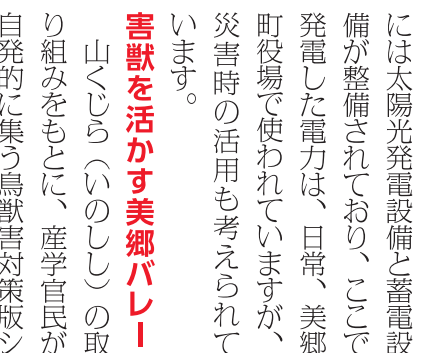 には太陽光発電設備と蓄電設
備が整備されており、ここで
発電した電力は、日常、美郷
町役場で使われていますが、
災害時の活用も考えられて
います。
害獣を活かす美郷バレー
山くじら（いのしし）の取
り組みをもとに、産学官民が
自発的に集う鳥獣害対策版シ